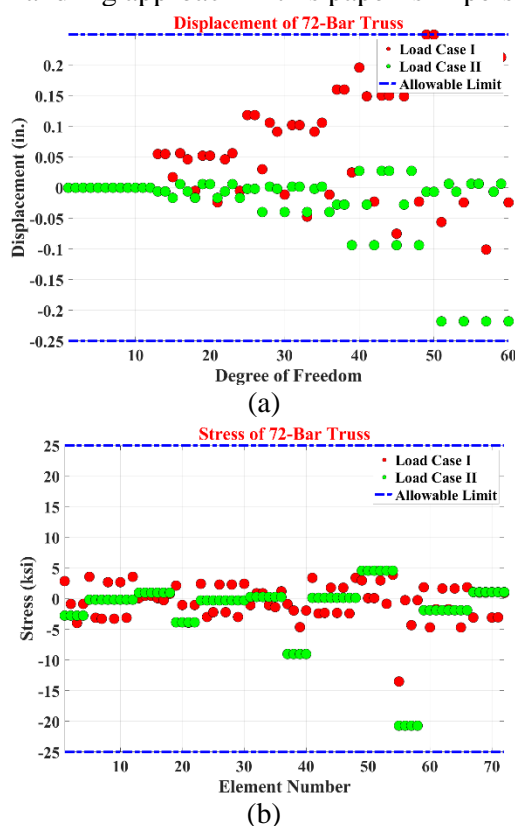 Displacement of 72-Bar Truss
Load Case I
Load Case II
Allowable Limit
0.2
0.15
0.1
0.05
0
-0.05
-0.1
-0.15
-0.2
-0.25
Displacement (in.)
10 20 30 40 50 60
Degree of Freedom
(a)
Stress of 72-Bar Truss
25
20
15
10
5
0
-5
-10
-15
-20
-25
Load Case I
Load Case II
Allowable Limit
Stress (ksi)
10 20 30 40 50 60 70
Element Number
(b)